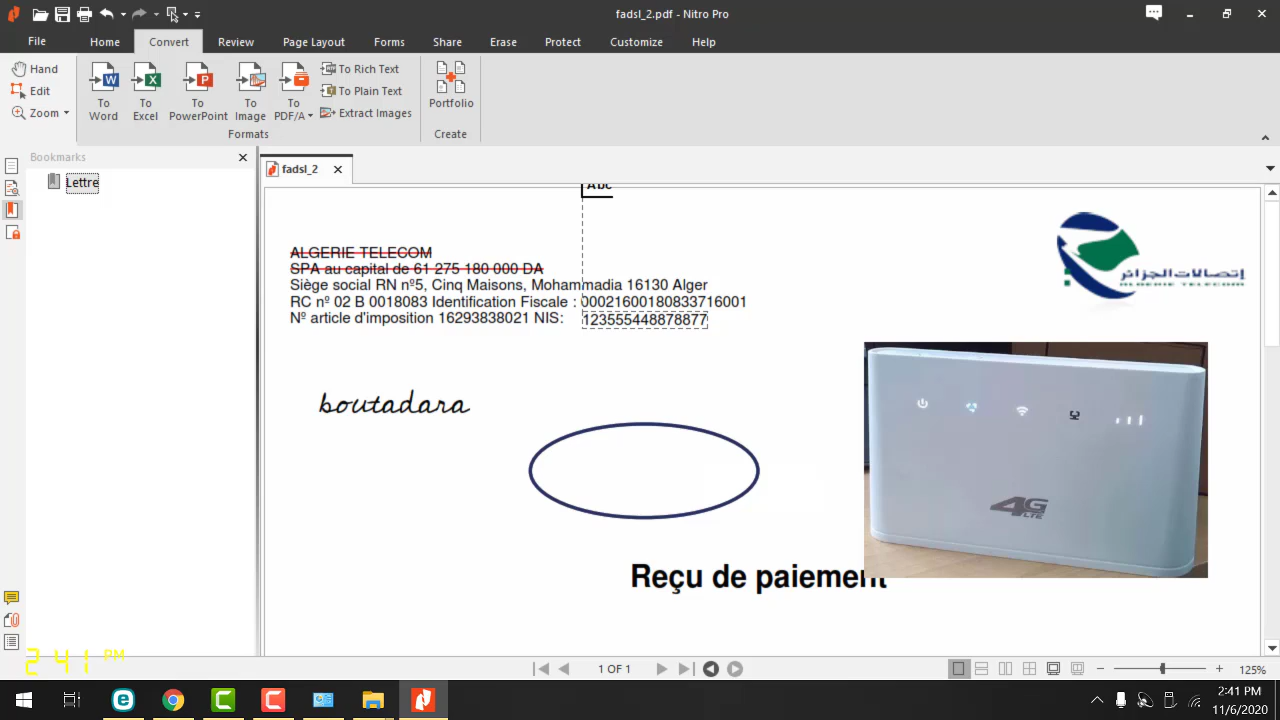 fadsl_2.pdf - Nitro Pro
File Home Convert Review Page Layout Forms Share Erase Protect Customize Help
Hand
Edit
Zoom
To Word
To Excel
To PowerPoint
To Image
To PDF/A
To Rich Text
To Plain Text
Extract Images
Formats
Portfolio
Create
Bookmarks
Lettre
fadsl_2
Abc
ALGERIE TELECOM
SPA au capital de 61 275 180 000 DA
Siège social RN nº5, Cinq Maisons, Mohammadia 16130 Alger
RC nº 02 B 0018083 Identification Fiscale : 00021600180833716001
Nº article d'imposition 16293838021 NIS: 123555448878877
إتصالات الجزائر
ALGERIE TELECOM
boutadara
4G
LTE
Reçu de paiement
2:41 PM
1 OF 1
125%
2:41 PM
11/6/2020